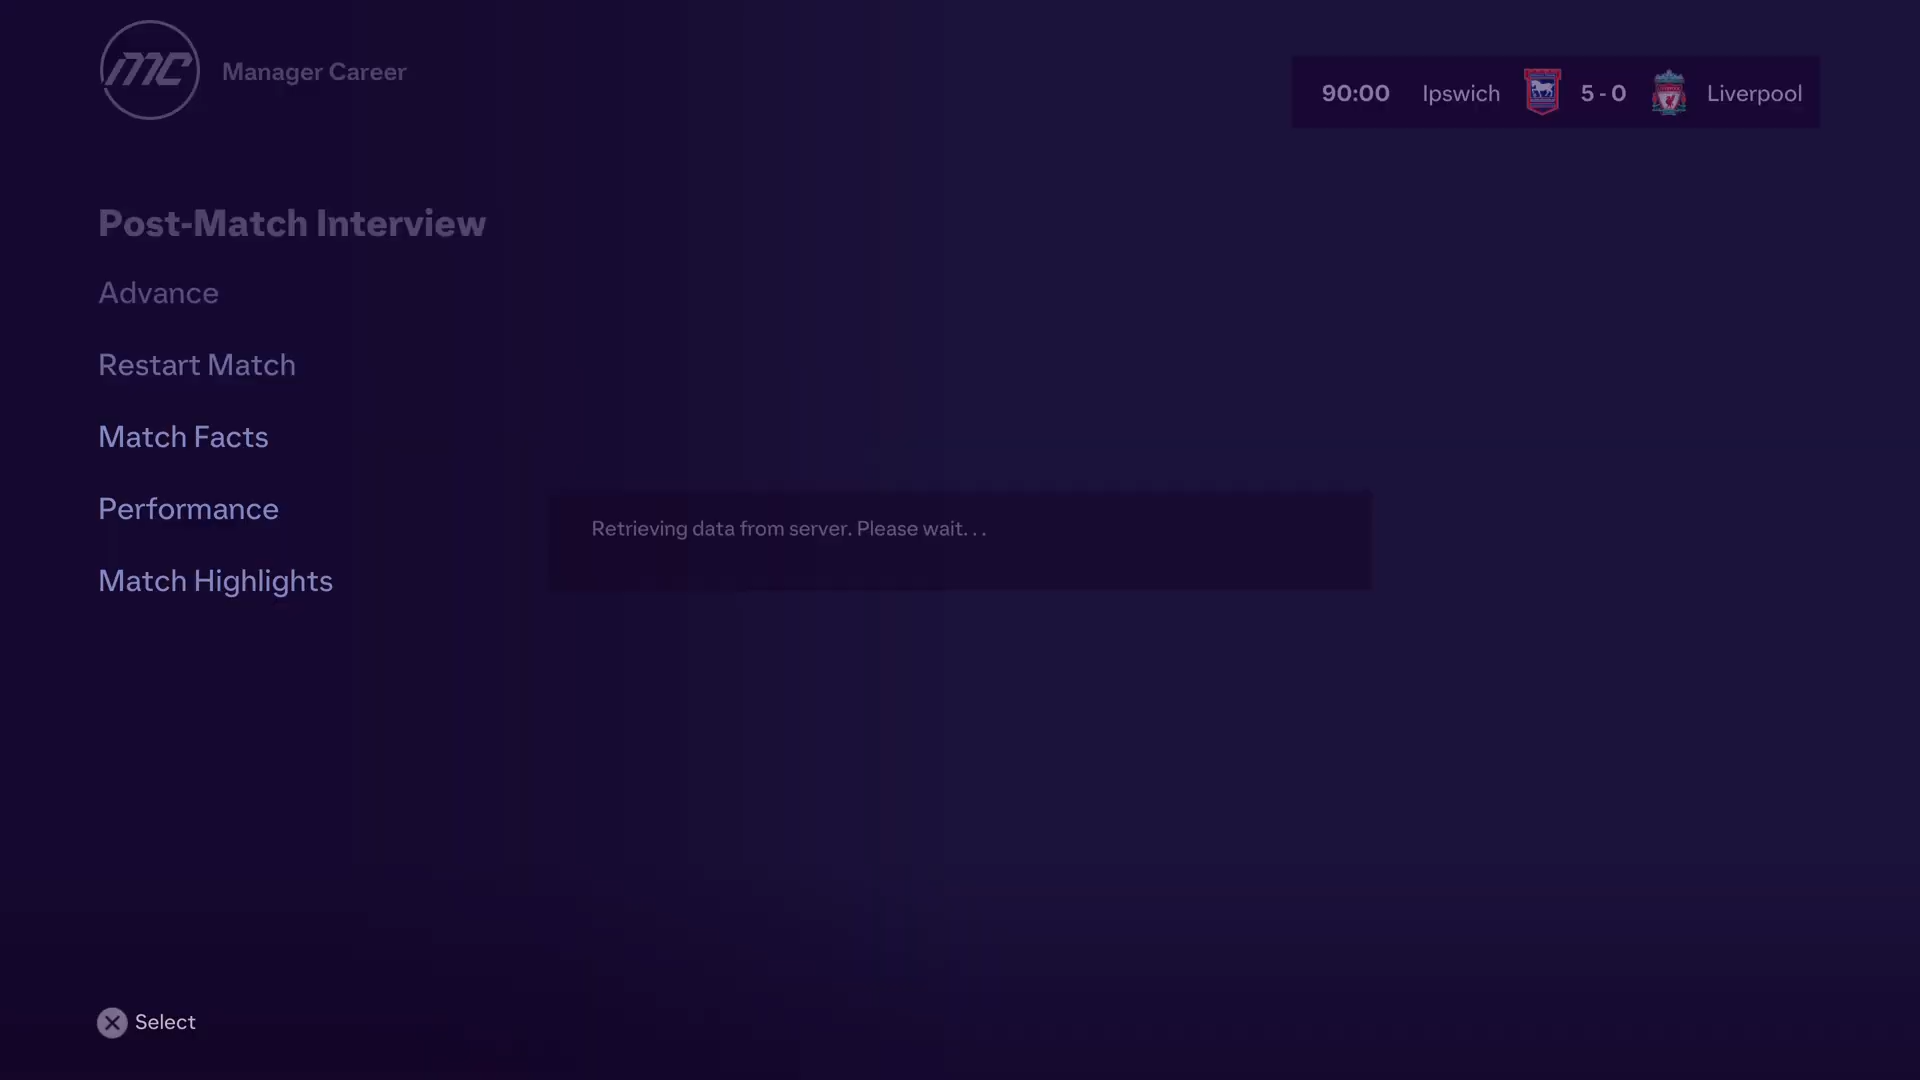 MC
Manager Career
90:00 Ipswich 5 - 0 Liverpool
Post-Match Interview
Advance
Restart Match
Match Facts
Performance
Match Highlights
Retrieving data from server. Please wait. . .
Select